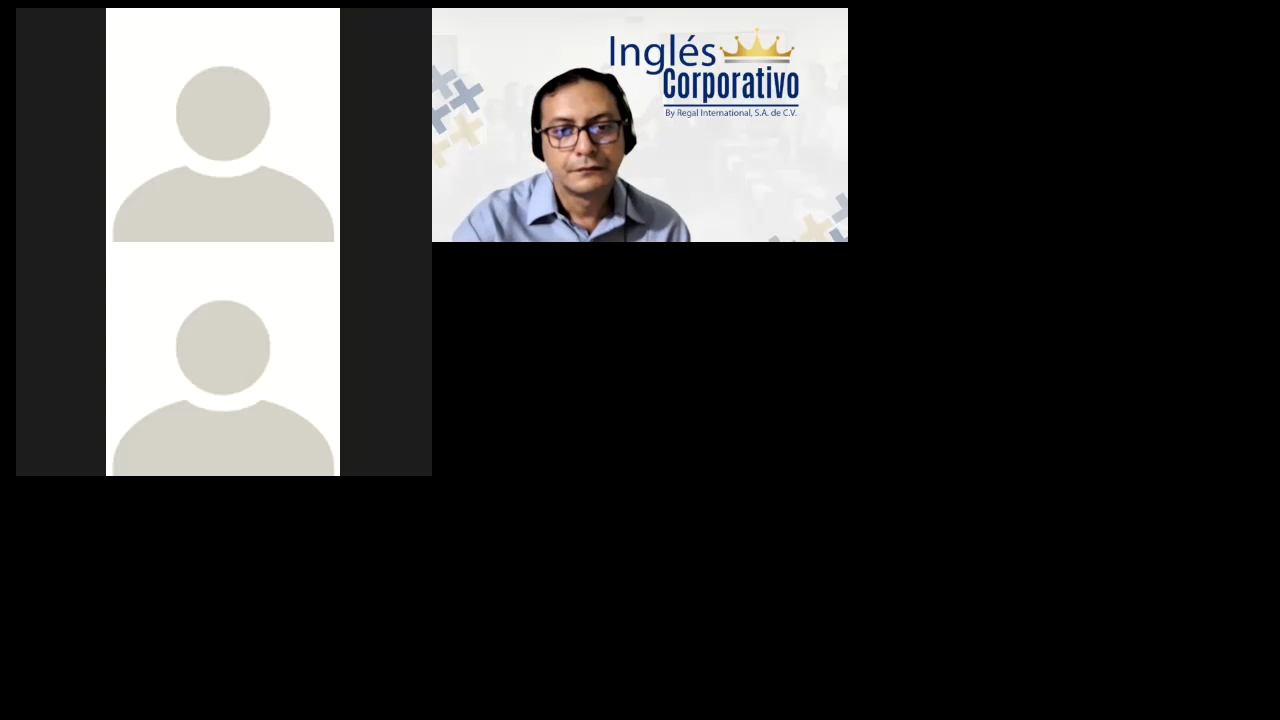 Inglés
Corporativo
By Regal International, S.A. de C.V.